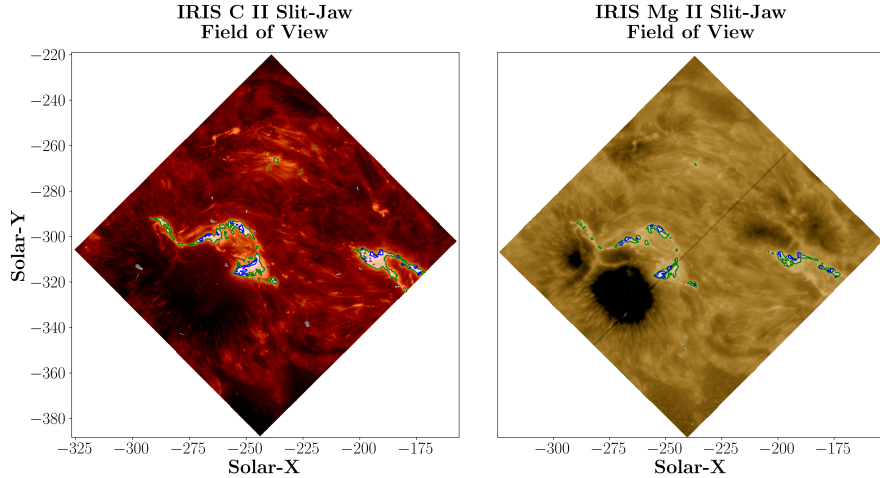 IRIS C II Slit-Jaw
Field of View
IRIS Mg II Slit-Jaw
Field of View
−220
−240
−260
−280
−300
−320
−340
−360
−380
Solar-Y
−325 −300 −275 −250 −225 −200 −175
−300 −275 −250 −225 −200 −175
Solar-X
Solar-X